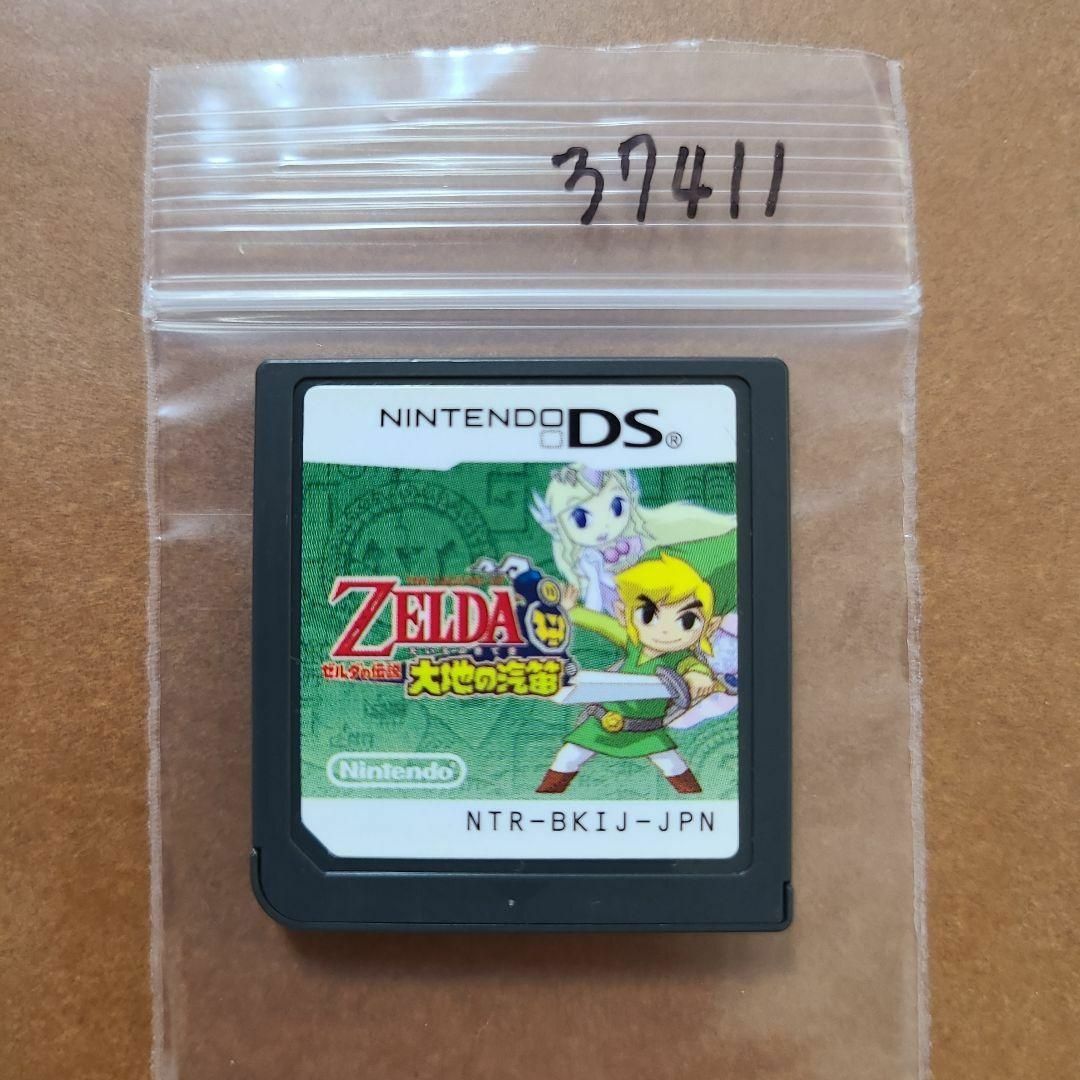 37411
NINTENDO DS®
THE LEGEND OF
ZELDA
ゼルダの伝説
大地の汽笛
Nintendo
NTR-BKIJ-JPN